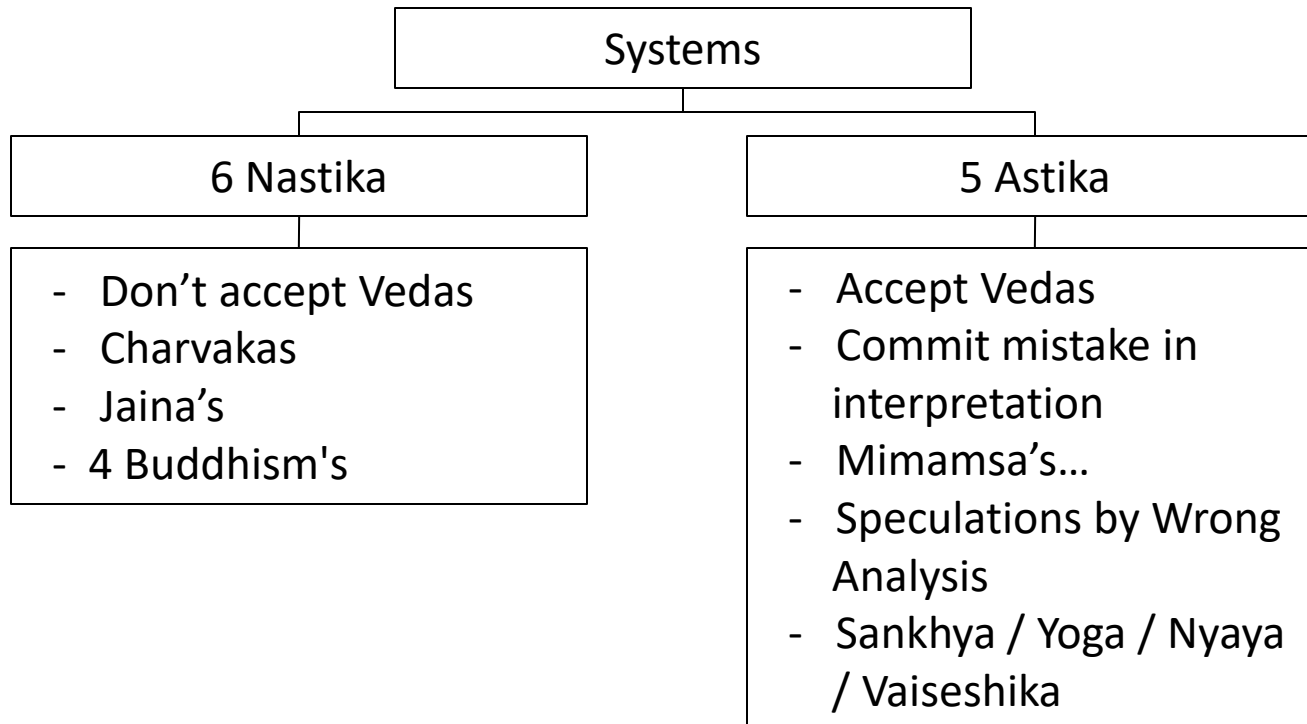 Systems
6 Nastika
5 Astika
- Don’t accept Vedas
- Charvakas
- Jaina’s
- 4 Buddhism's
- Accept Vedas
- Commit mistake in
interpretation
- Mimamsa’s…
- Speculations by Wrong
Analysis
- Sankhya / Yoga / Nyaya
/ Vaiseshika